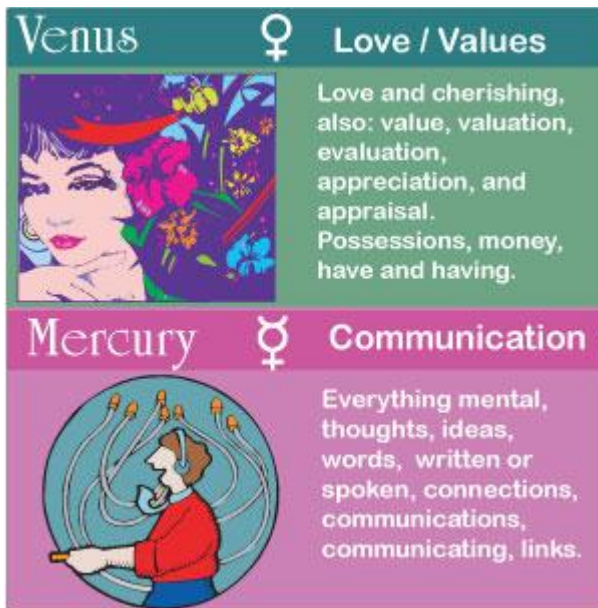 Venus ♀ Love / Values
Love and cherishing,
also: value, valuation,
evaluation,
appreciation, and
appraisal.
Possessions, money,
have and having.
Mercury ☿ Communication
Everything mental,
thoughts, ideas,
words, written or
spoken, connections,
communications,
communicating, links.